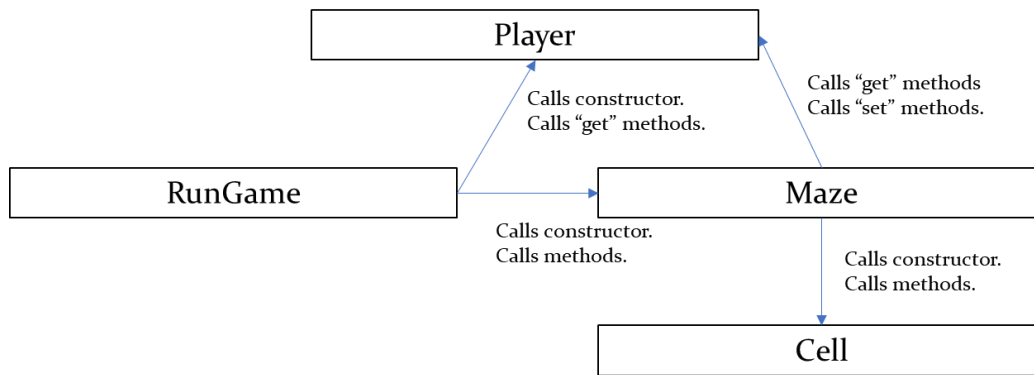 Player
Calls constructor.
Calls “get” methods.
Calls “get” methods
Calls “set” methods.
RunGame
Maze
Calls constructor.
Calls methods.
Calls constructor.
Calls methods.
Cell